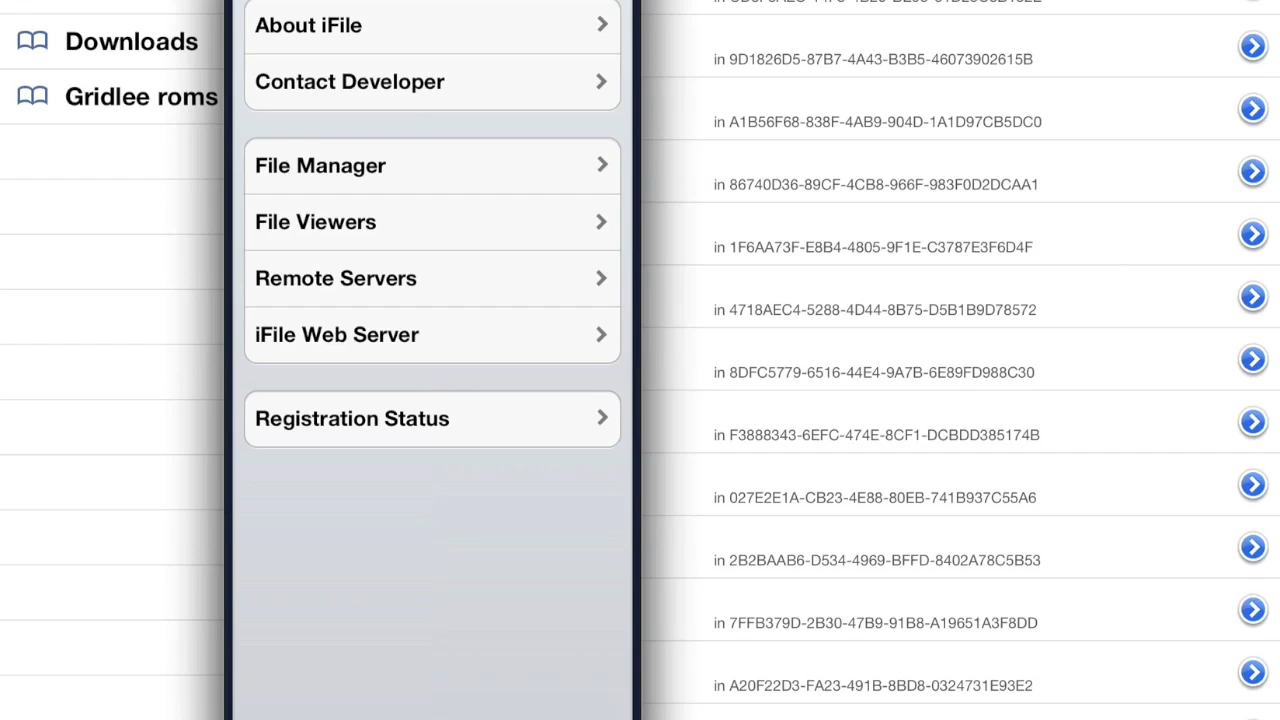 Downloads
Gridlee roms
About iFile
Contact Developer
File Manager
File Viewers
Remote Servers
iFile Web Server
Registration Status
in 9D1826D5-87B7-4A43-B3B5-46073902615B
in A1B56F68-838F-4AB9-904D-1A1D97CB5DC0
in 86740D36-89CF-4CB8-966F-983F0D2DCAA1
in 1F6AA73F-E8B4-4805-9F1E-C3787E3F6D4F
in 4718AEC4-5288-4D44-8B75-D5B1B9D78572
in 8DFC5779-6516-44E4-9A7B-6E89FD988C30
in F3888343-6EFC-474E-8CF1-DCBDD385174B
in 027E2E1A-CB23-4E88-80EB-741B937C55A6
in 2B2BAAB6-D534-4969-BFFD-8402A78C5B53
in 7FFB379D-2B30-47B9-91B8-A19651A3F8DD
in A20F22D3-FA23-491B-8BD8-0324731E93E2